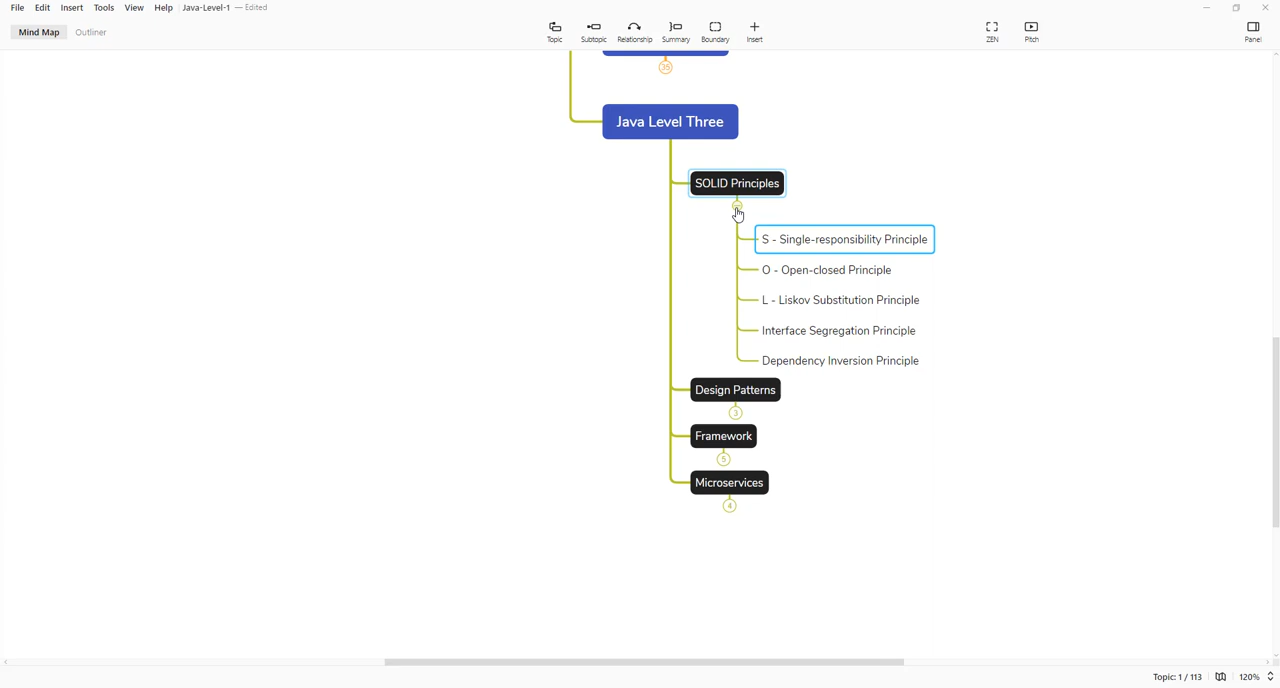 File Edit Insert Tools View Help Java-Level-1 — Edited
Mind Map Outliner
Topic Subtopic Relationship Summary Boundary Insert ZEN Pitch Panel
35
Java Level Three
SOLID Principles
S - Single-responsibility Principle
O - Open-closed Principle
L - Liskov Substitution Principle
Interface Segregation Principle
Dependency Inversion Principle
Design Patterns
3
Framework
5
Microservices
4
Topic: 1 / 113 120%